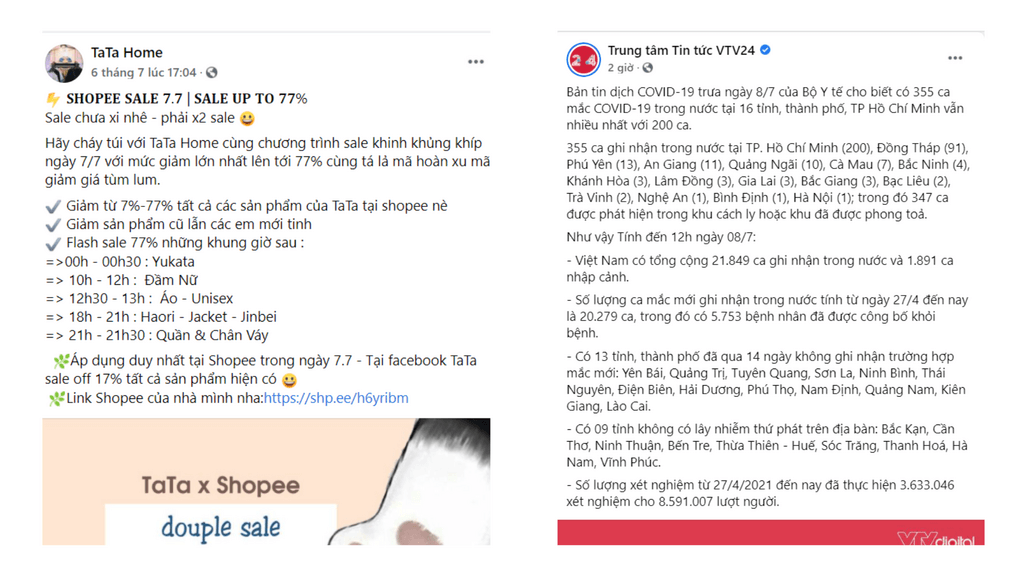 TaTa Home
6 tháng 7 lúc 17:04
SHOPEE SALE 7.7 | SALE UP TO 77%
Sale chưa xi nhê - phải x2 sale
Hãy cháy túi với TaTa Home cùng chương trình sale khinh khủng khíp
ngày 7/7 với mức giảm lớn nhất lên tới 77% cùng tá lả mã hoàn xu mã
giảm giá tùm lum.
Giảm từ 7%-77% tất cả các sản phẩm của TaTa tại shopee nè
Giảm sản phẩm cũ lẫn các em mới tinh
Flash sale 77% những khung giờ sau :
=>00h - 00h30 : Yukata
=> 10h - 12h : Đầm Nữ
=> 12h30 - 13h : Áo - Unisex
=> 18h - 21h : Haori - Jacket - Jinbei
=> 21h - 21h30 : Quần & Chân Váy
Áp dụng duy nhất tại Shopee trong ngày 7.7 - Tại facebook TaTa
sale off 17% tất cả sản phẩm hiện có
Link Shopee của nhà mình nha:https://shp.ee/h6yribm
TaTa x Shopee
douple sale
24
Trung tâm Tin tức VTV24
2 giờ
Bản tin dịch COVID-19 trưa ngày 8/7 của Bộ Y tế cho biết có 355 ca
mắc COVID-19 trong nước tại 16 tỉnh, thành phố, TP Hồ Chí Minh vẫn
nhiều nhất với 200 ca.
355 ca ghi nhận trong nước tại TP. Hồ Chí Minh (200), Đồng Tháp (91),
Phú Yên (13), An Giang (11), Quảng Ngãi (10), Cà Mau (7), Bắc Ninh (4),
Khánh Hòa (3), Lâm Đồng (3), Gia Lai (3), Bắc Giang (3), Bạc Liêu (2),
Trà Vinh (2), Nghệ An (1), Bình Định (1), Hà Nội (1); trong đó 347 ca
được phát hiện trong khu cách ly hoặc khu đã được phong toả.
Như vậy Tính đến 12h ngày 08/7:
- Việt Nam có tổng cộng 21.849 ca ghi nhận trong nước và 1.891 ca
nhập cảnh.
- Số lượng ca mắc mới ghi nhận trong nước tính từ ngày 27/4 đến nay
là 20.279 ca, trong đó có 5.753 bệnh nhân đã được công bố khỏi
bệnh.
- Có 13 tỉnh, thành phố đã qua 14 ngày không ghi nhận trường hợp
mắc mới: Yên Bái, Quảng Trị, Tuyên Quang, Sơn La, Ninh Bình, Thái
Nguyên, Điện Biên, Hải Dương, Phú Thọ, Nam Định, Quảng Nam, Kiên
Giang, Lào Cai.
- Có 09 tỉnh không có lây nhiễm thứ phát trên địa bàn: Bắc Kạn, Cần
Thơ, Ninh Thuận, Bến Tre, Thừa Thiên - Huế, Sóc Trăng, Thanh Hoá, Hà
Nam, Vĩnh Phúc.
- Số lượng xét nghiệm từ 27/4/2021 đến nay đã thực hiện 3.633.046
xét nghiệm cho 8.591.007 lượt người.
VTV digital